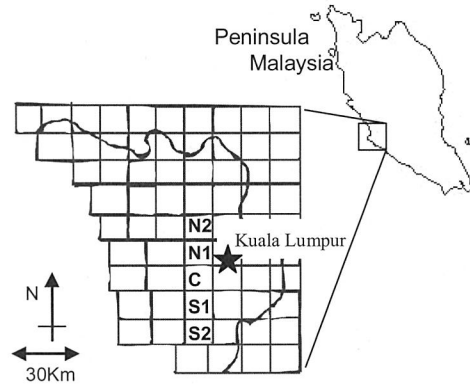 Peninsula
Malaysia
N2
N1
Kuala Lumpur
C
S1
S2
N
30Km